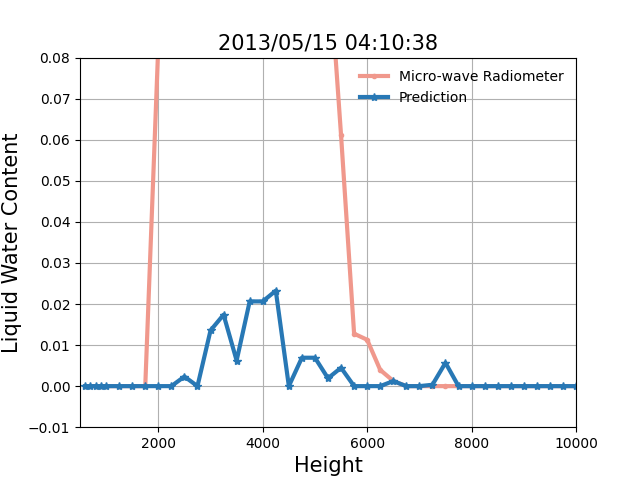 2013/05/15 04:10:38
Micro-wave Radiometer
Prediction
Liquid Water Content
0.08
0.07
0.06
0.05
0.04
0.03
0.02
0.01
0.00
−0.01
2000 4000 6000 8000 10000
Height